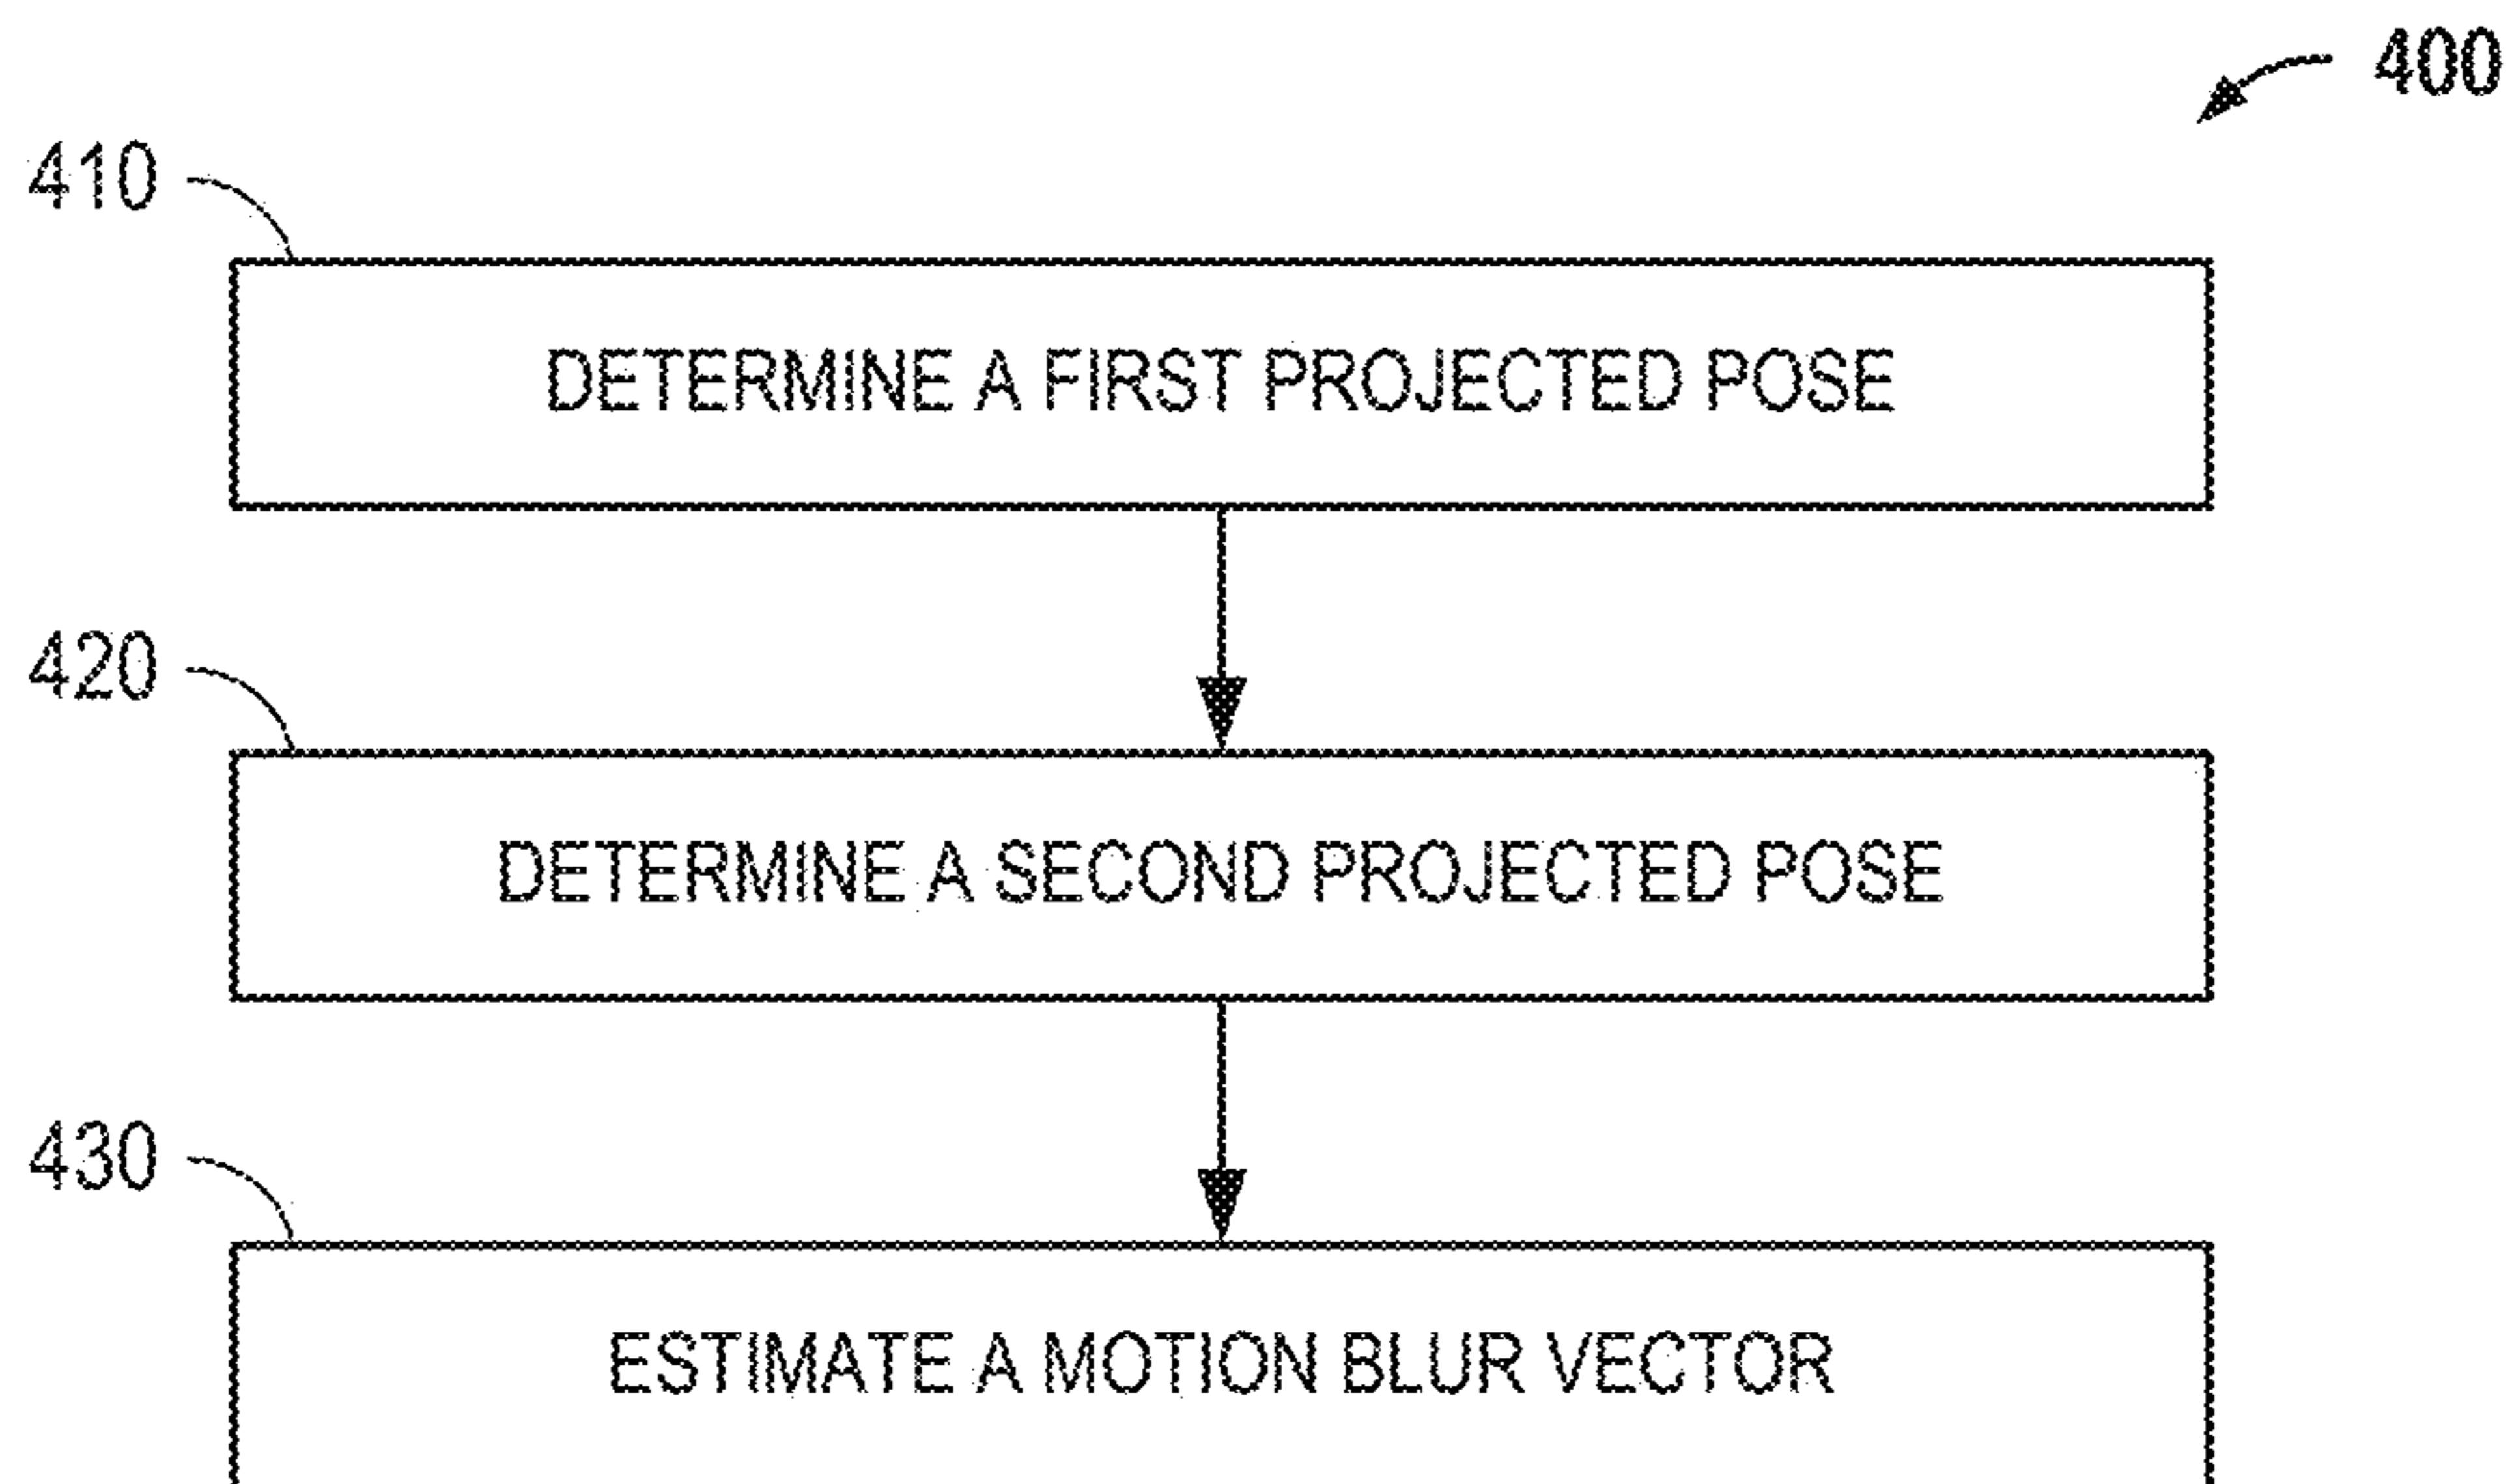 400
410
DETERMINE A FIRST PROJECTED POSE
420
DETERMINE A SECOND PROJECTED POSE
430
ESTIMATE A MOTION BLUR VECTOR